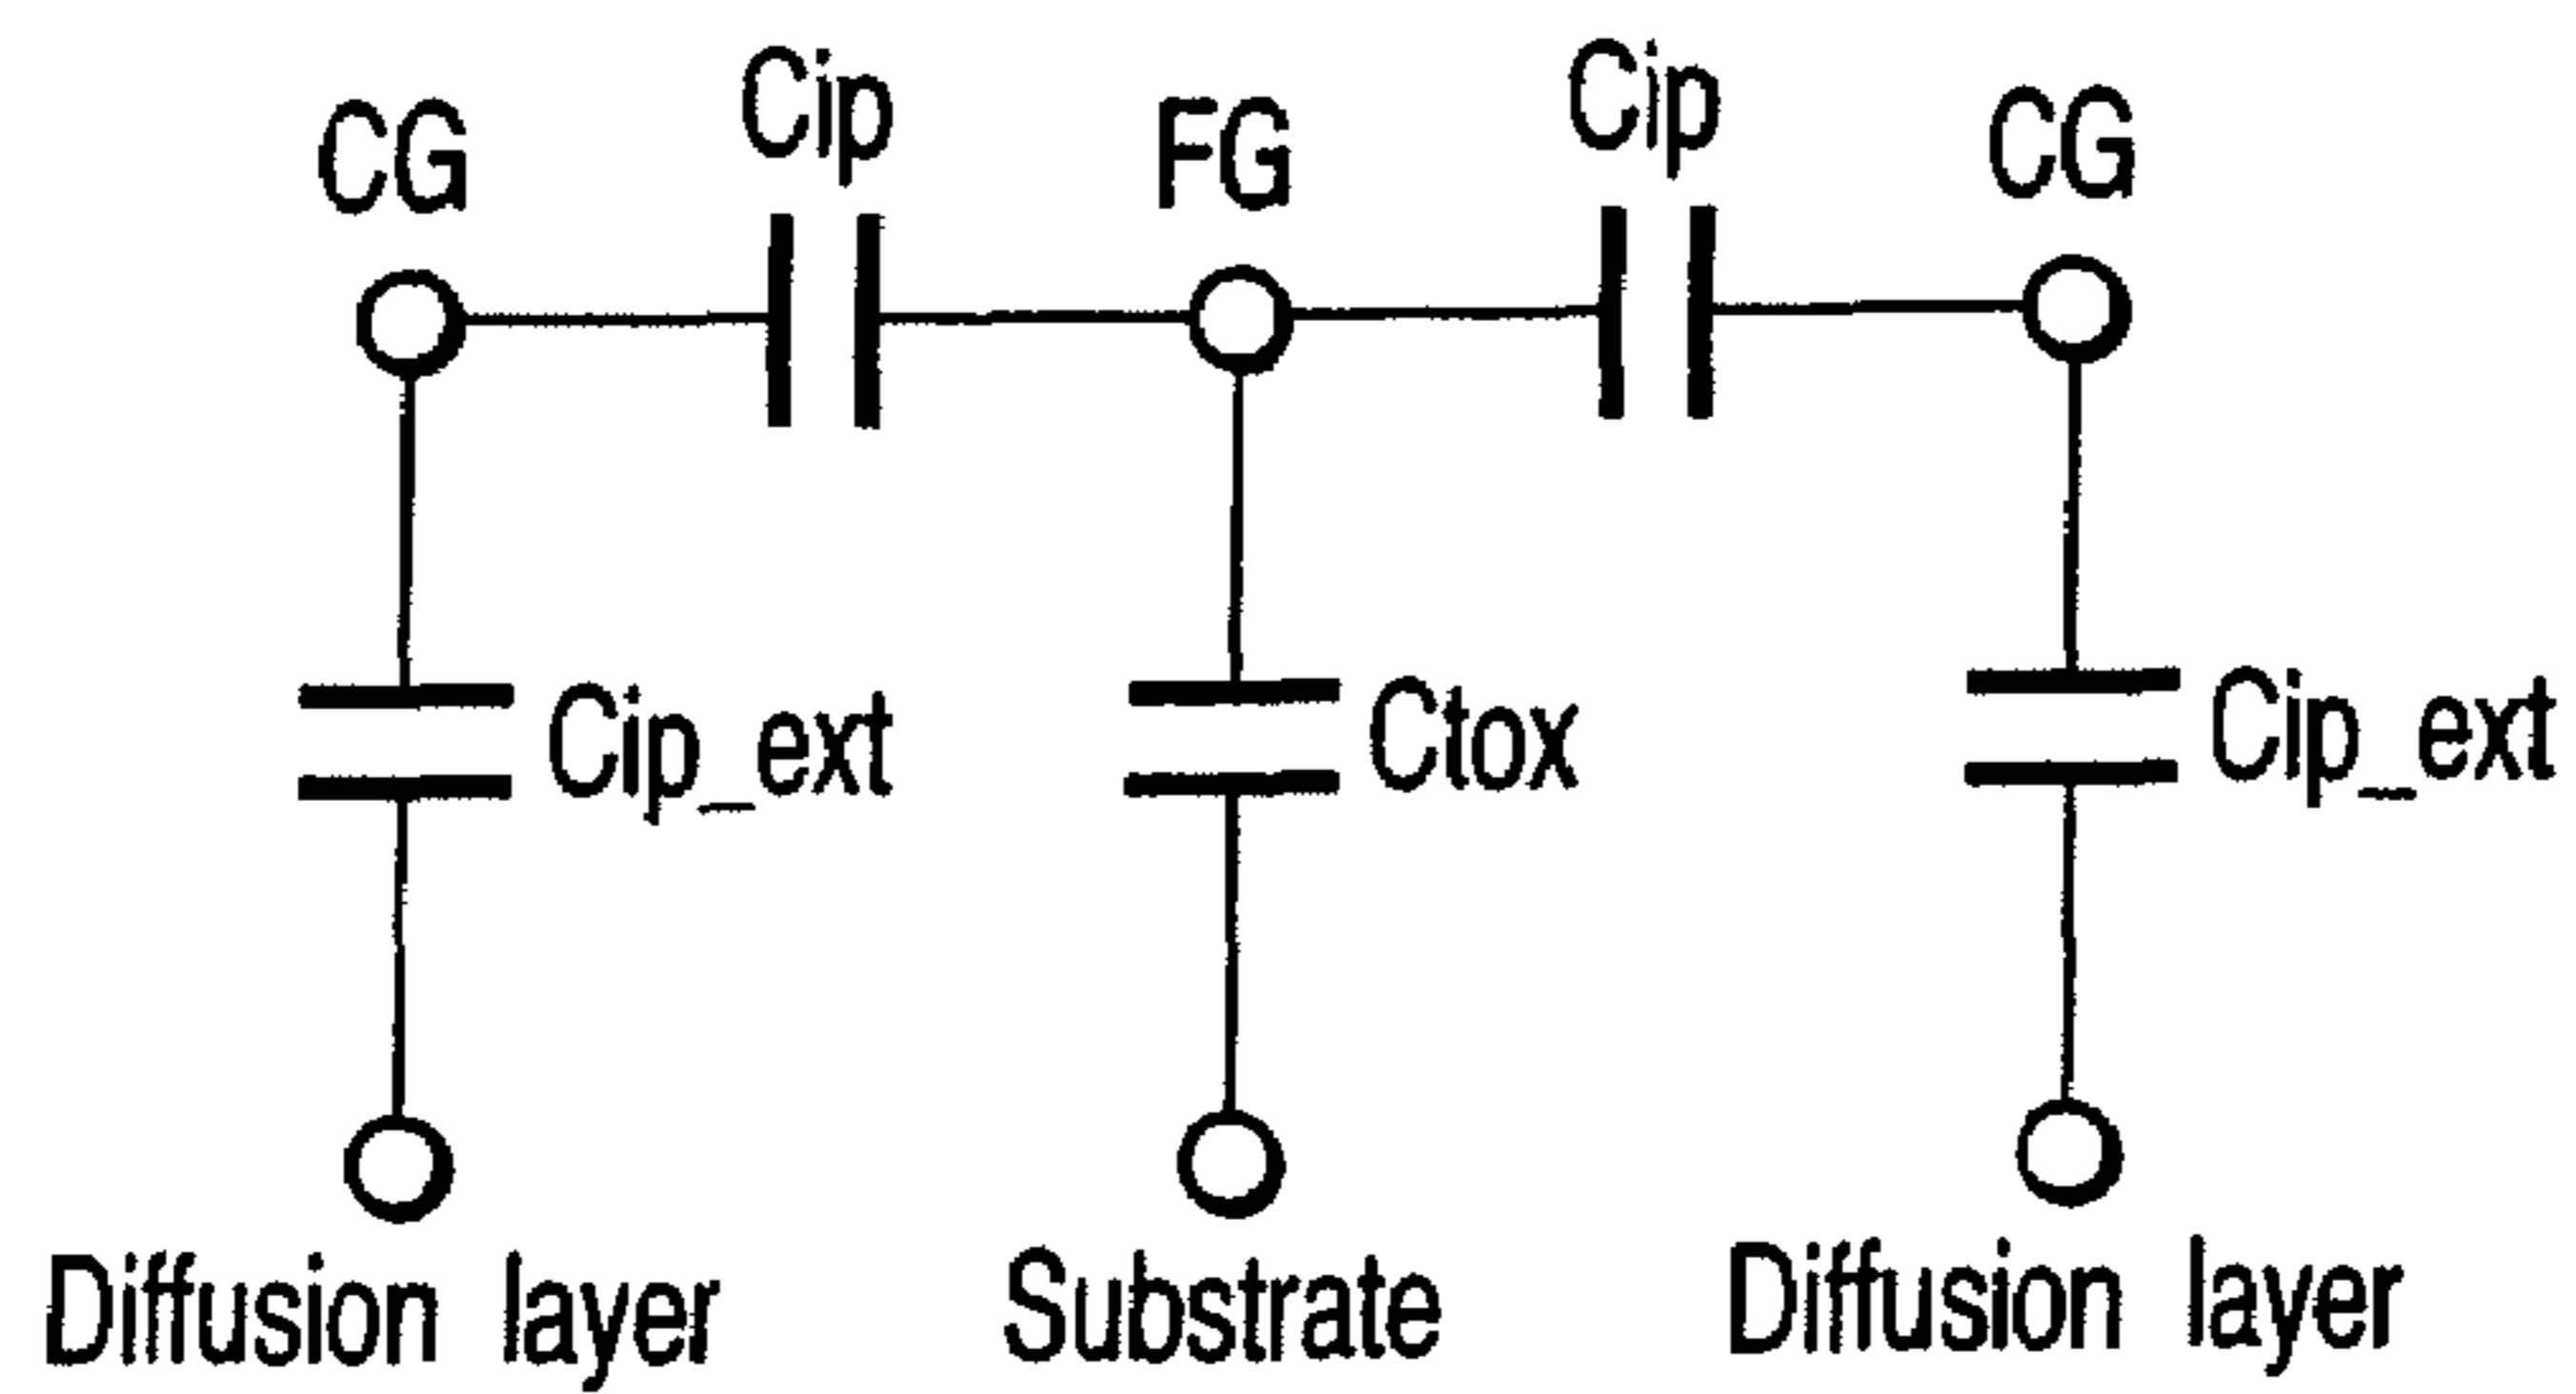 CG Cip FG Cip CG
Cip_ext Ctox Cip_ext
Diffusion layer Substrate Diffusion layer